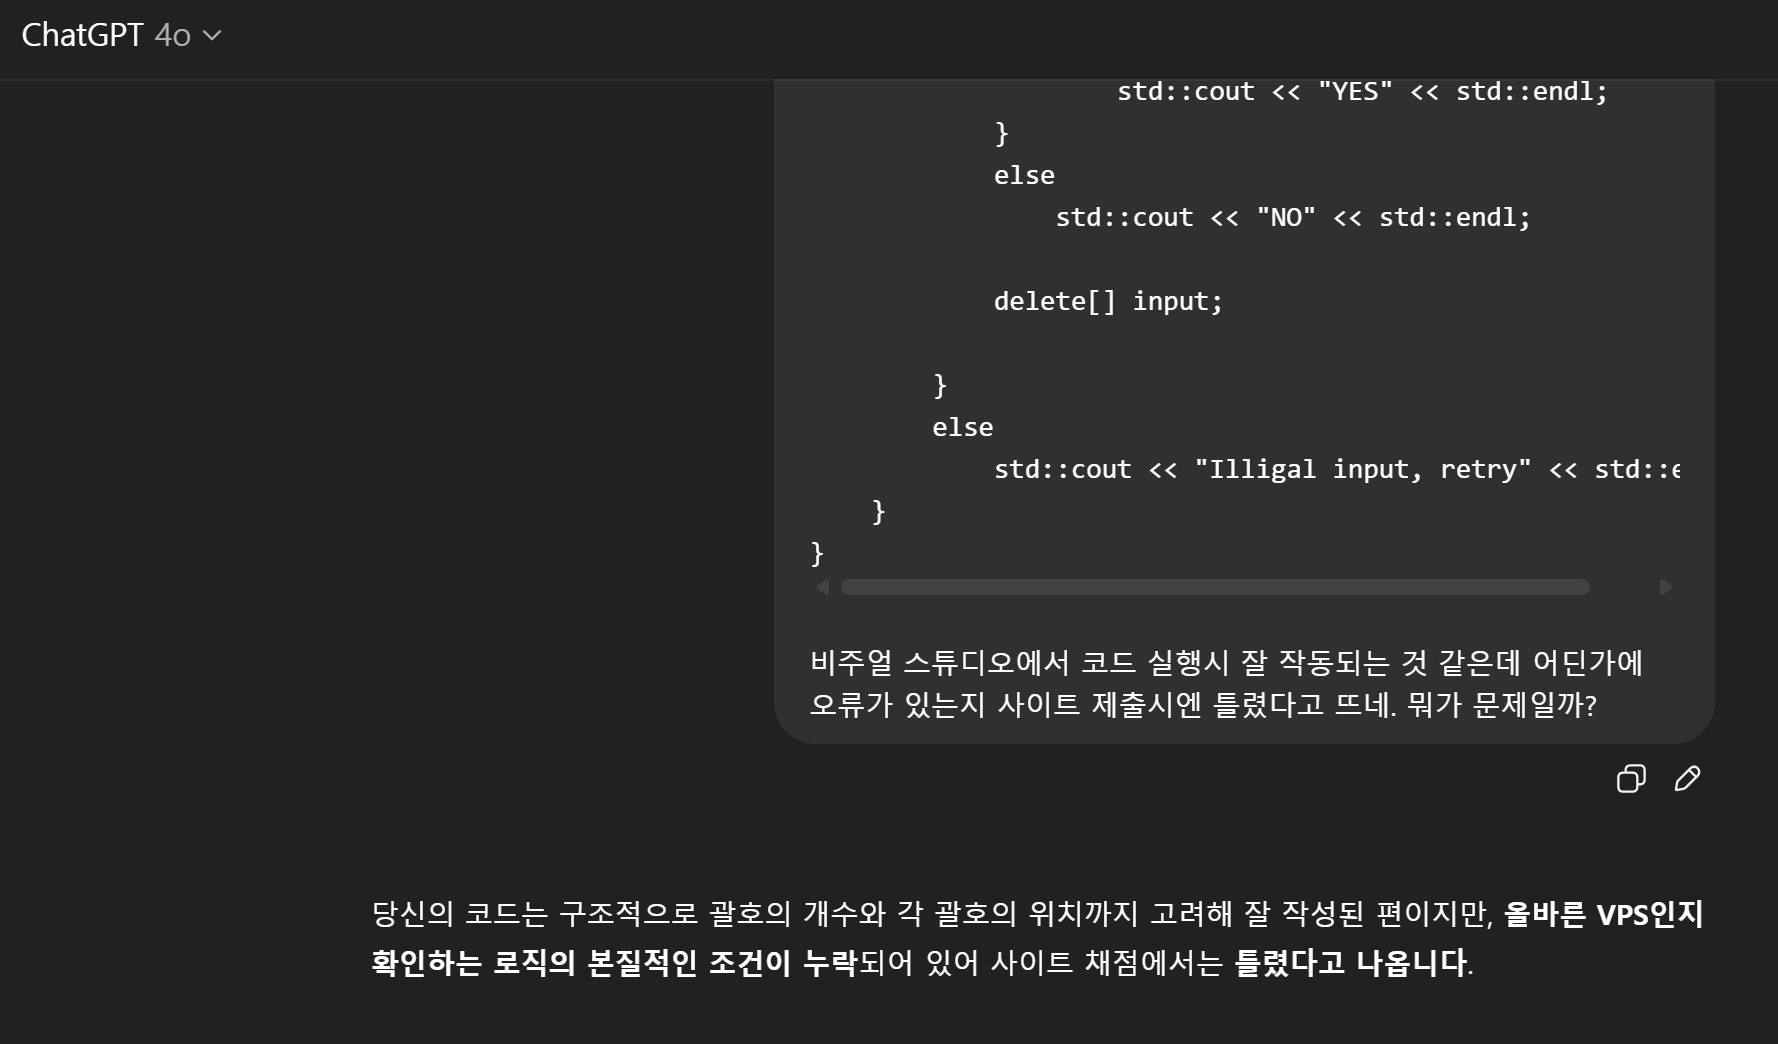 ChatGPT 4o
std::cout << "YES" << std::endl;
}
else
std::cout << "NO" << std::endl;
delete[] input;
}
else
std::cout << "Illigal input, retry" << std::e
}
}
비주얼 스튜디오에서 코드 실행시 잘 작동되는 것 같은데 어딘가에
오류가 있는지 사이트 제출시엔 틀렸다고 뜨네. 뭐가 문제일까?
당신의 코드는 구조적으로 괄호의 개수와 각 괄호의 위치까지 고려해 잘 작성된 편이지만, 올바른 VPS인지
확인하는 로직의 본질적인 조건이 누락되어 있어 사이트 채점에서는 틀렸다고 나옵니다.